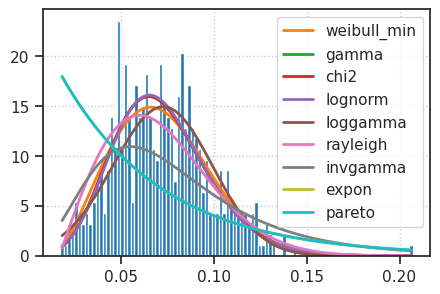 20
15
10
5
0
0.05
0.10
0.15
0.20
weibull_min
gamma
chi2
lognorm
loggamma
rayleigh
invgamma
expon
pareto